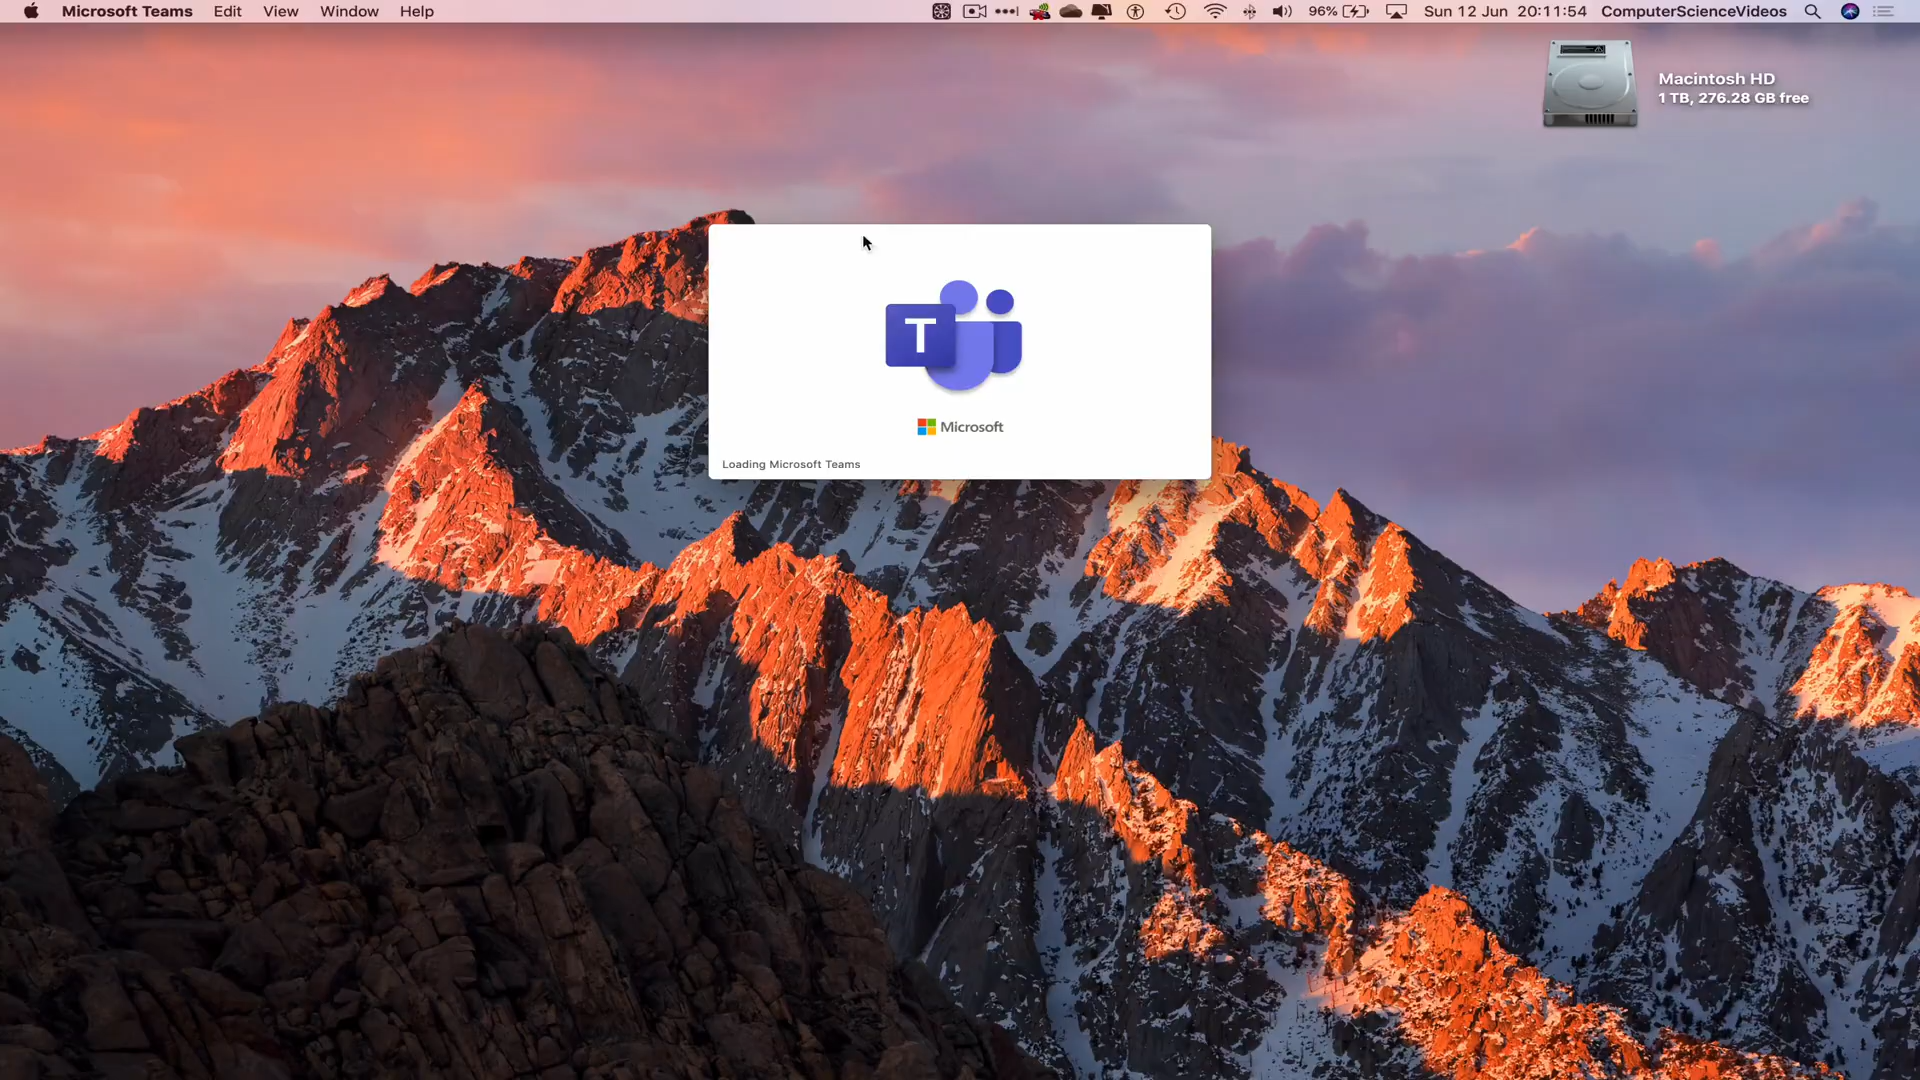 Microsoft Teams Edit View Window Help 96% Sun 12 Jun 20:11:54 ComputerScienceVideos
Macintosh HD
1 TB, 276.28 GB free
T
Microsoft
Loading Microsoft Teams